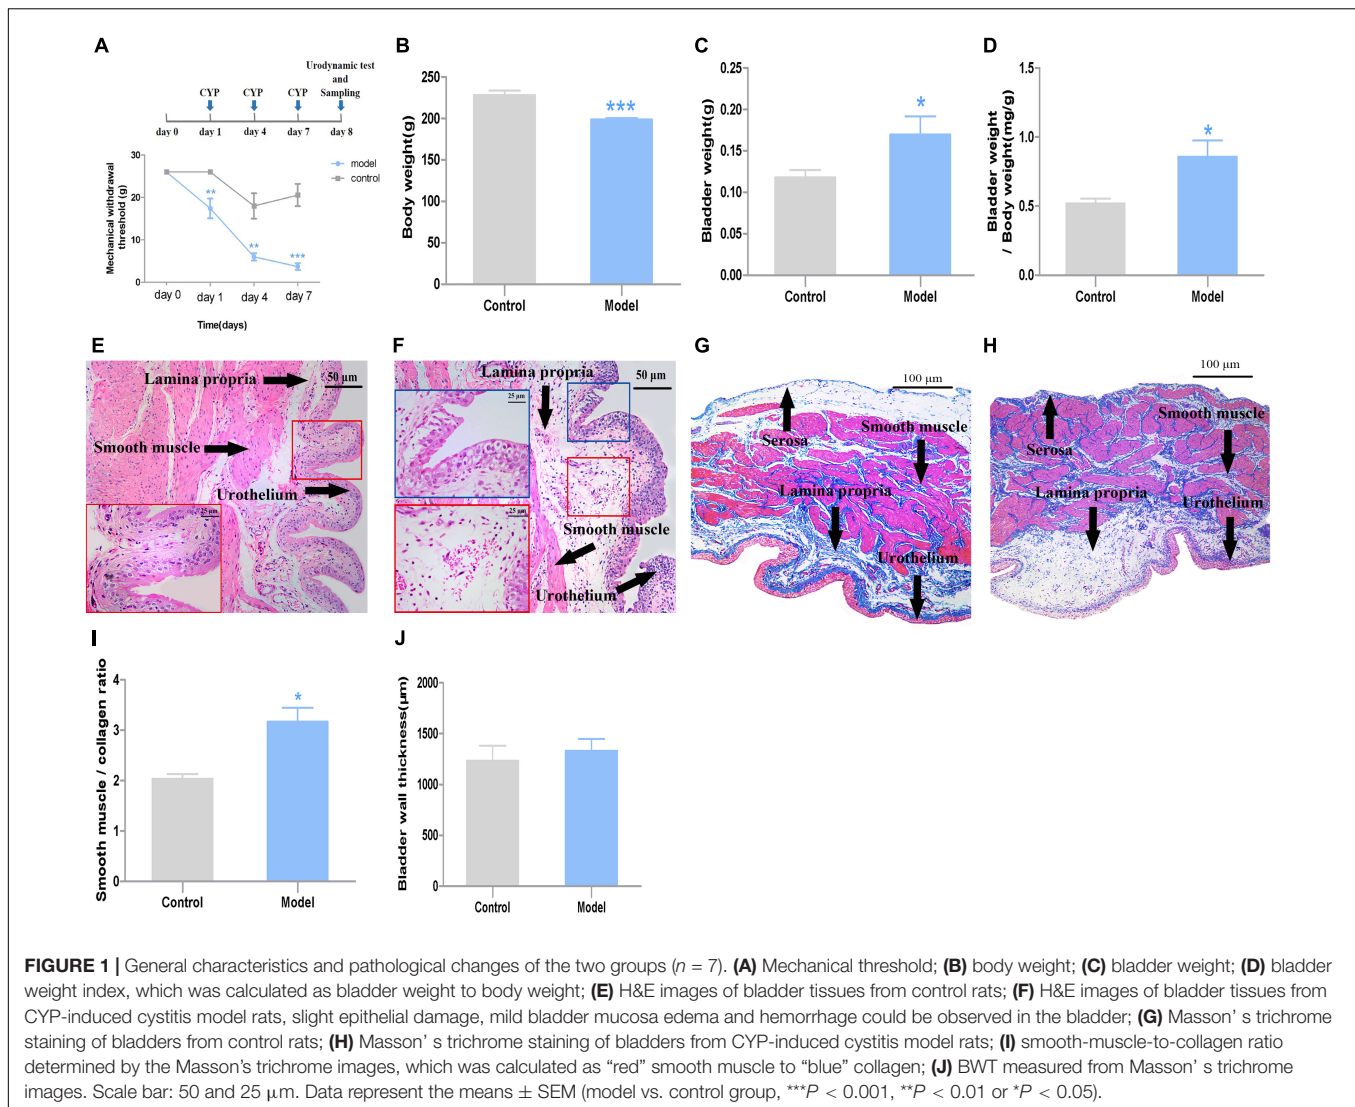 A
Urodynamic test
and
Sampling
CYP CYP CYP
day 0 day 1 day 4 day 7 day 8
Mechanical withdrawal
threshold (g)
30
20
10
0
model
control
**
**
***
day 0 day 1 day 4 day 7
Time(days)
B
Body weight(g)
250
200
150
100
50
0
***
Control Model
C
Bladder weight(g)
0.20
0.15
0.10
0.05
0.00
*
Control Model
D
Bladder weight
/ Body weight(mg/g)
1.5
1.0
0.5
0.0
*
Control Model
E
Lamina propria
50 μm
Smooth muscle
Urothelium
25 μm
F
Lamina propria
50 μm
25 μm
25 μm
Smooth muscle
Urothelium
G
100 μm
Serosa
Smooth muscle
Lamina propria
Urothelium
H
100 μm
Smooth muscle
Serosa
Lamina propria
Urothelium
I
Smooth muscle / collagen ratio
4
3
2
1
0
*
Control Model
J
Bladder wall thickness(μm)
2000
1500
1000
500
0
Control Model
FIGURE 1 | General characteristics and pathological changes of the two groups (n = 7). (A) Mechanical threshold; (B) body weight; (C) bladder weight; (D) bladder
weight index, which was calculated as bladder weight to body weight; (E) H&E images of bladder tissues from control rats; (F) H&E images of bladder tissues from
CYP-induced cystitis model rats, slight epithelial damage, mild bladder mucosa edema and hemorrhage could be observed in the bladder; (G) Masson' s trichrome
staining of bladders from control rats; (H) Masson' s trichrome staining of bladders from CYP-induced cystitis model rats; (I) smooth-muscle-to-collagen ratio
determined by the Masson's trichrome images, which was calculated as “red” smooth muscle to “blue” collagen; (J) BWT measured from Masson' s trichrome
images. Scale bar: 50 and 25 μm. Data represent the means ± SEM (model vs. control group, ***P < 0.001, **P < 0.01 or *P < 0.05).